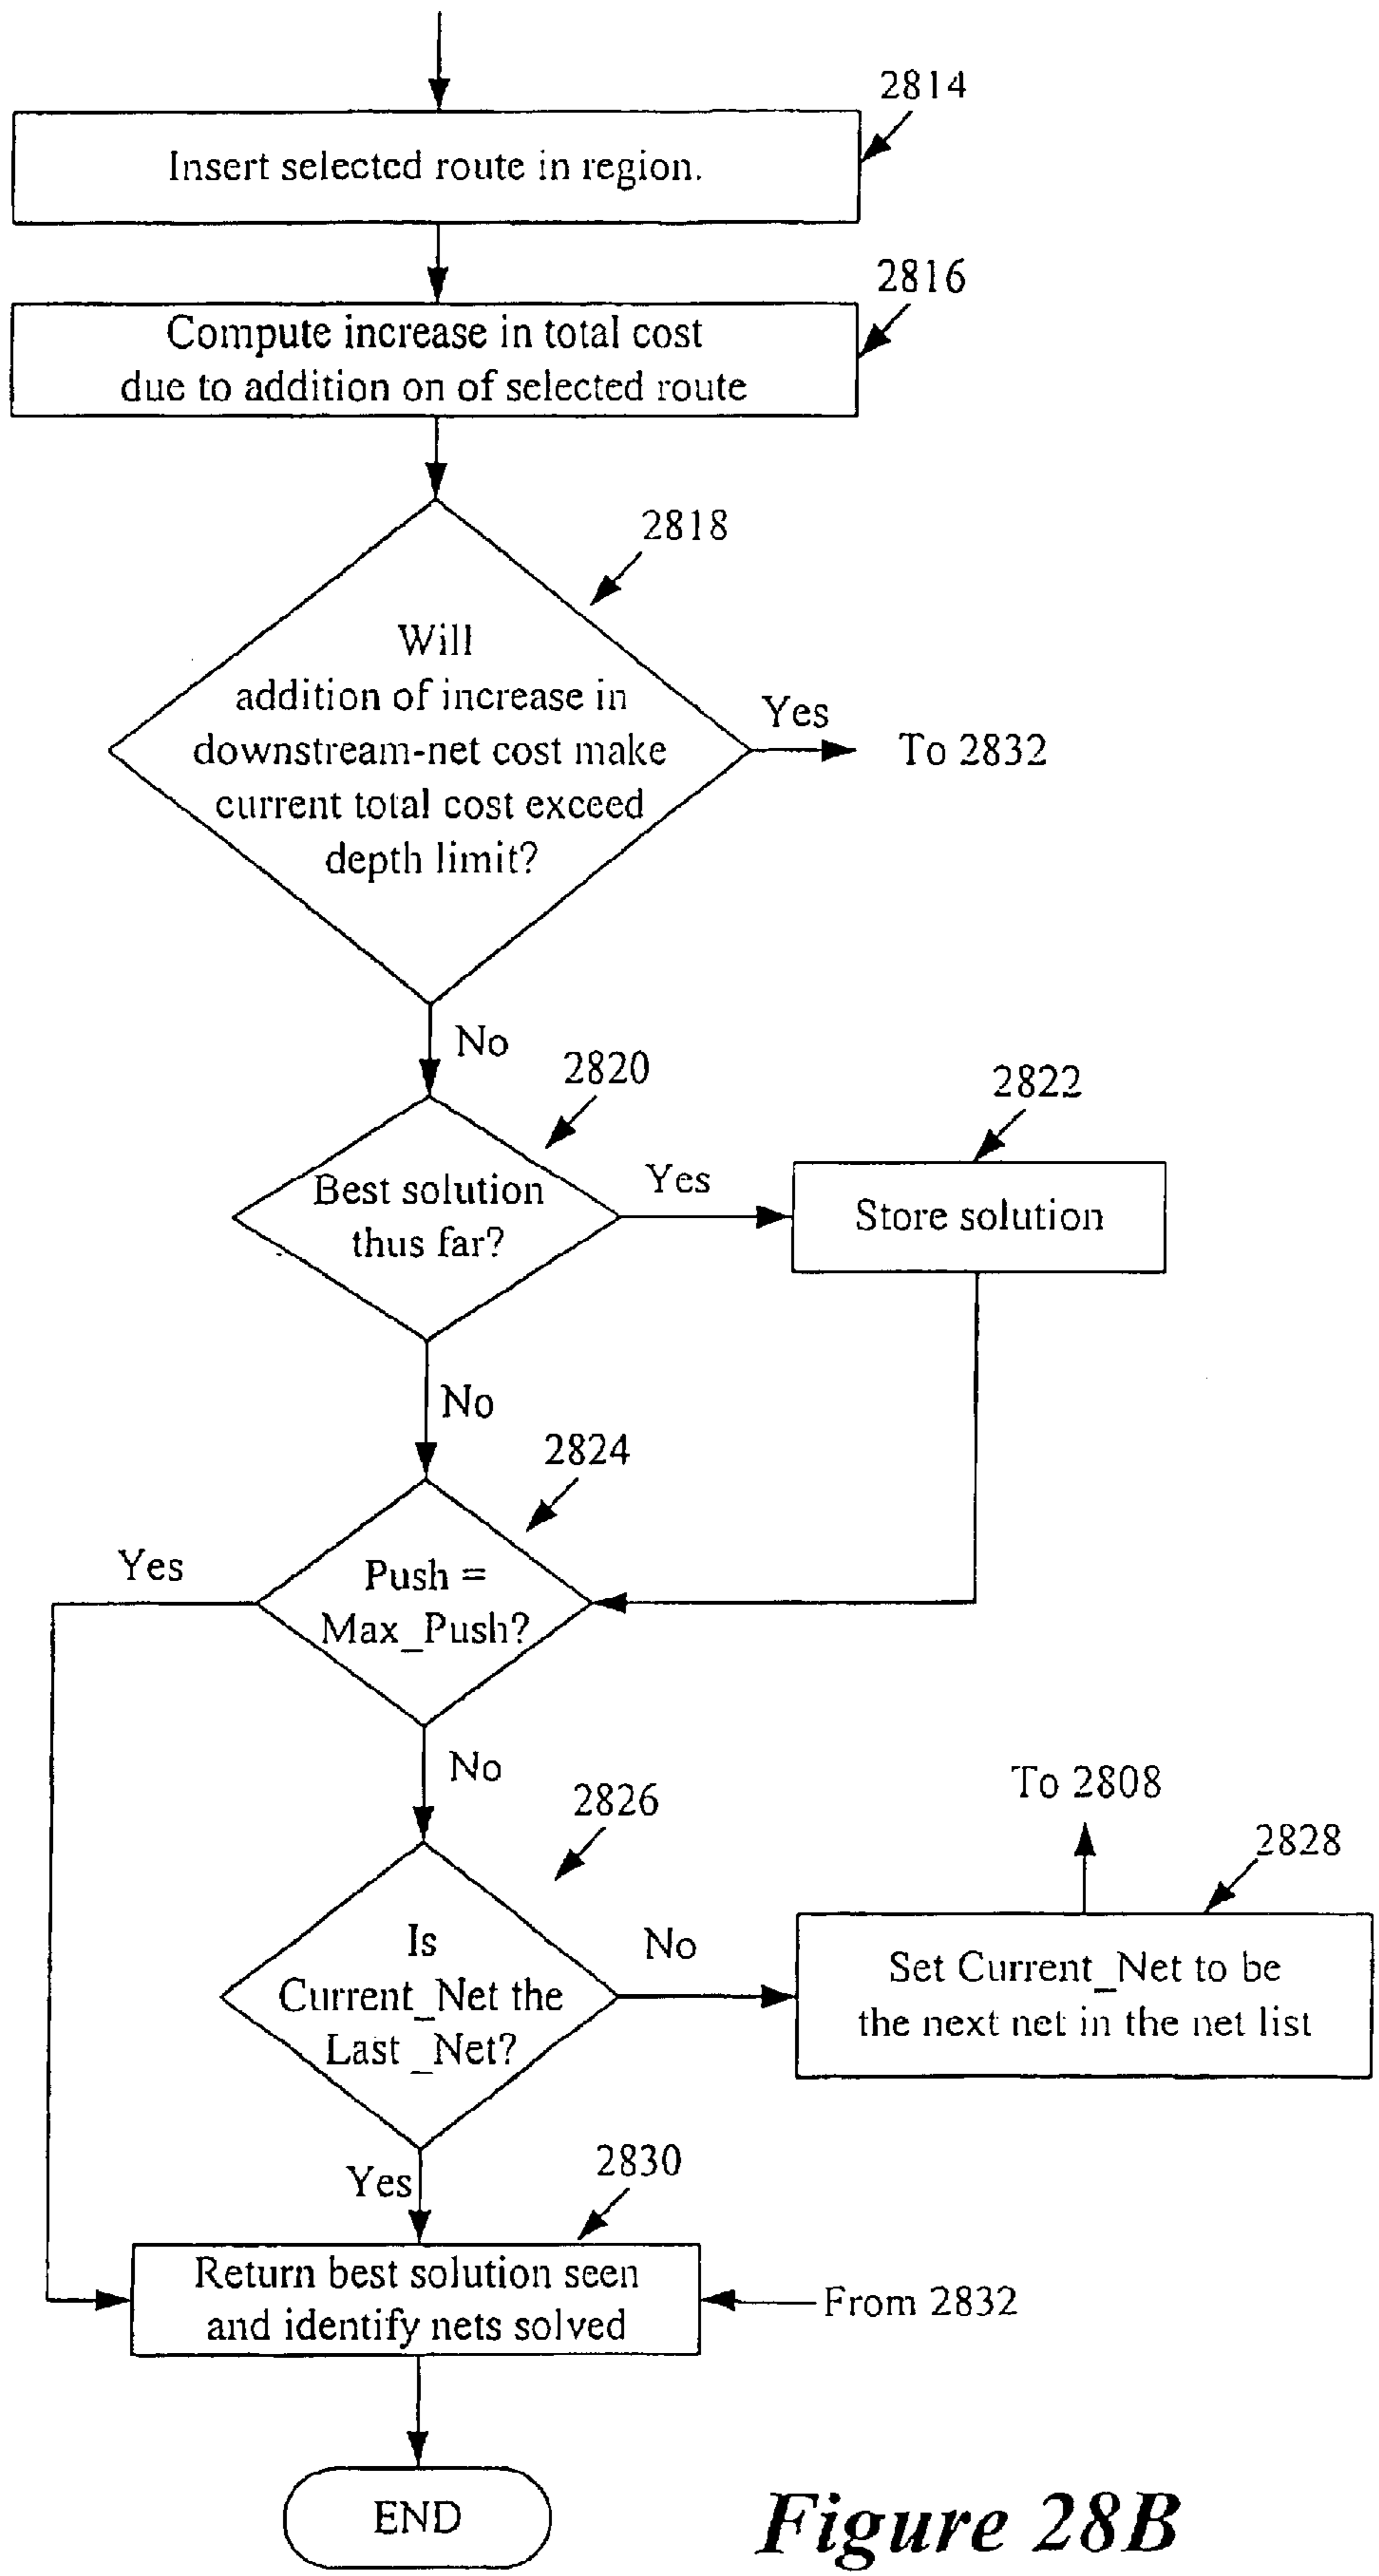 2814
Insert selected route in region.
2816
Compute increase in total cost
due to addition on of selected route
2818
Will
addition of increase in
downstream-net cost make
current total cost exceed
depth limit?
Yes
To 2832
No
2820
2822
Best solution
thus far?
Yes
Store solution
No
2824
Yes
Push =
Max_Push?
No
To 2808
2826
2828
Is
Current_Net the
Last _Net?
No
Set Current_Net to be
the next net in the net list
Yes
2830
Return best solution seen
and identify nets solved
From 2832
END
Figure 28B